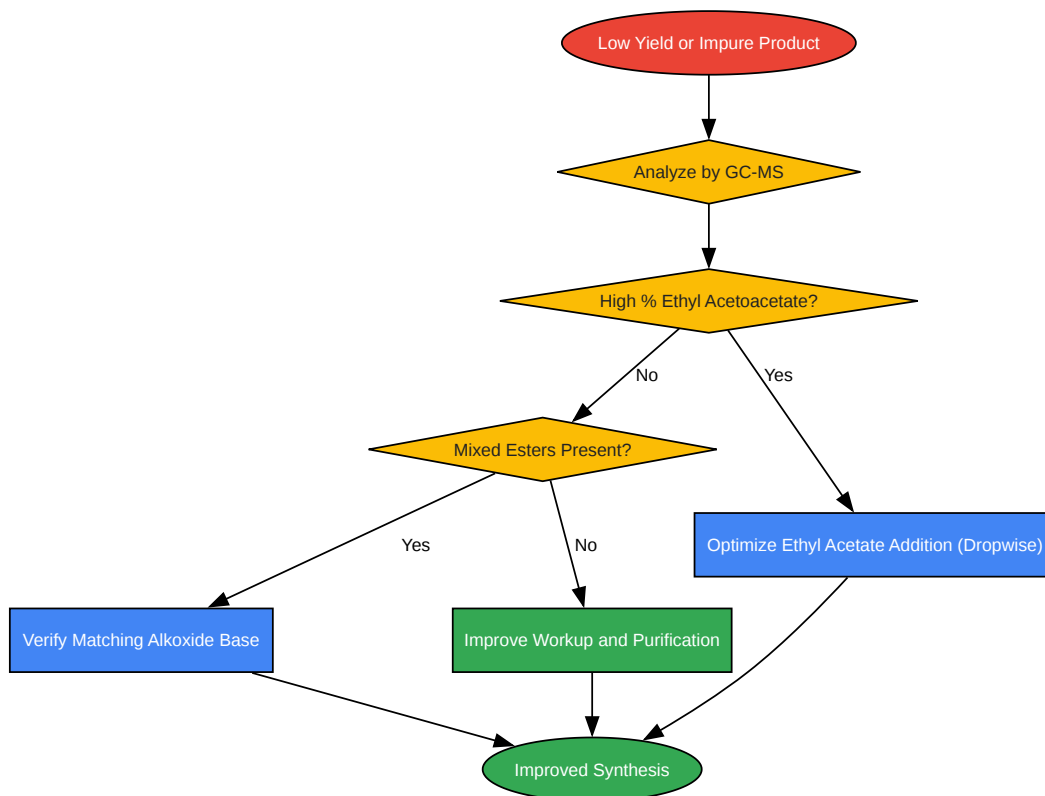 Low Yield or Impure Product
Analyze by GC-MS
High % Ethyl Acetoacetate?
No
Yes
Mixed Esters Present?
Yes
No
Optimize Ethyl Acetate Addition (Dropwise)
Verify Matching Alkoxide Base
Improve Workup and Purification
Improved Synthesis